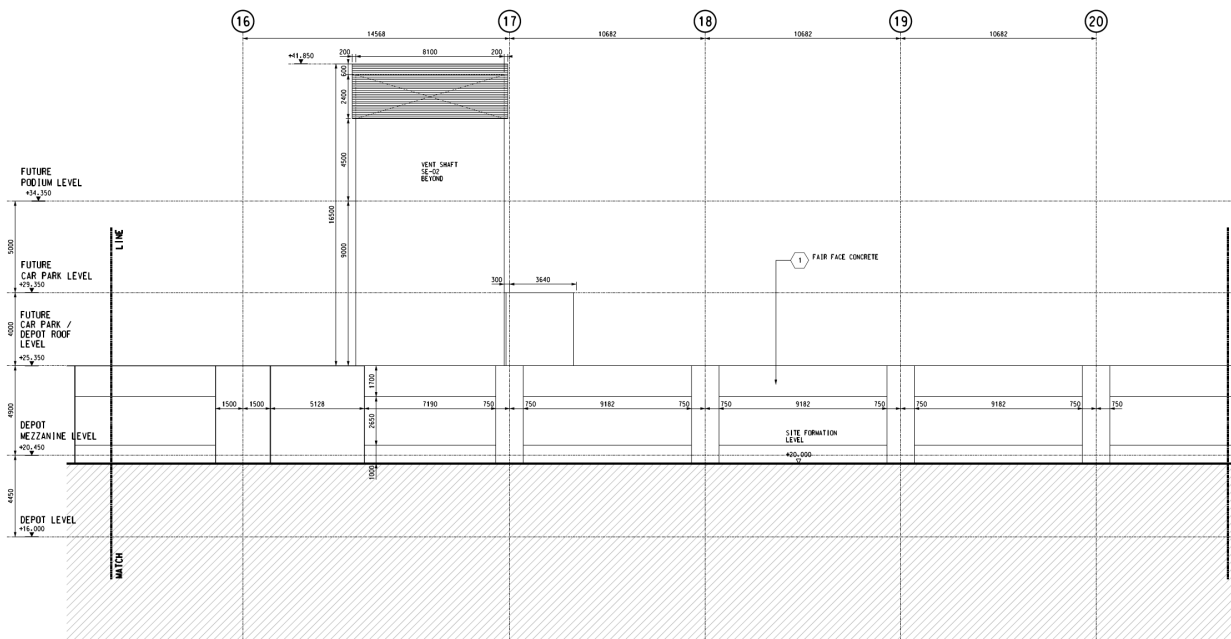 16
17
18
19
20
14568
10682
10682
10682
200
8100
200
+41.850
600
2400
4500
16500
9000
VENT SHAFT
SE-02
BEYOND
FUTURE
PODIUM LEVEL
+34.350
5000
LINE
FUTURE
CAR PARK LEVEL
+29.350
300
3640
1
FAIR FACE CONCRETE
4000
FUTURE
CAR PARK /
DEPOT ROOF
LEVEL
+25.350
4900
1700
1500
1500
5128
7190
750
750
9182
750
750
9182
750
750
9182
750
750
2650
DEPOT
MEZZANINE LEVEL
+20.450
SITE FORMATION
LEVEL
+20.000
1000
4450
DEPOT LEVEL
+16.000
MATCH